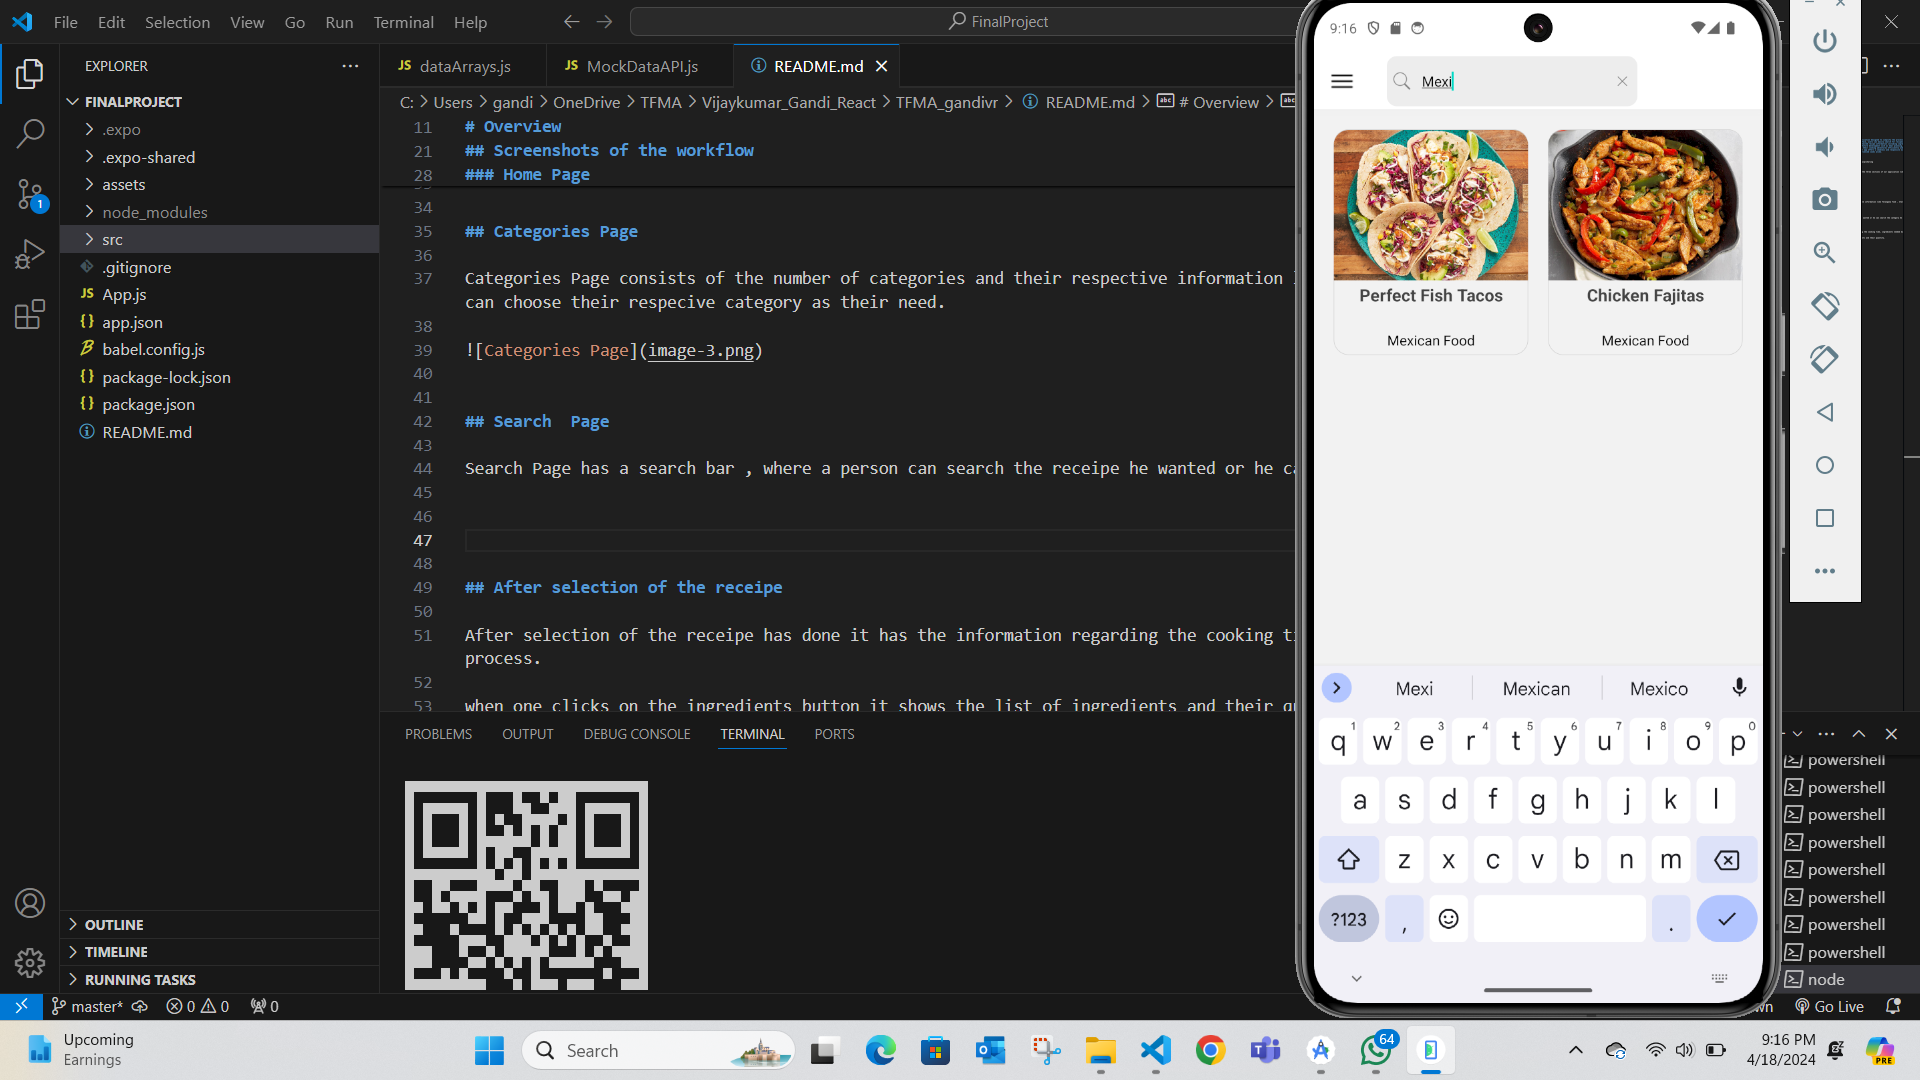 File Edit Selection View Go Run Terminal Help
FinalProject
EXPLORER
FINALPROJECT
.expo
.expo-shared
assets
node_modules
src
.gitignore
JS App.js
{} app.json
babel.config.js
{} package-lock.json
{} package.json
README.md
OUTLINE
TIMELINE
RUNNING TASKS
JS dataArrays.js
JS MockDataAPI.js
README.md
C: > Users > gandi > OneDrive > TFMA > Vijaykumar_Gandi_React > TFMA_gandivr > README.md > # Overview >
11 # Overview
21 ## Screenshots of the workflow
28 ### Home Page
34
35 ## Categories Page
36
37 Categories Page consists of the number of categories and their respective information
can choose their respecive category as their need.
38
39 ![Categories Page](image-3.png)
40
41
42 ## Search  Page
43
44 Search Page has a search bar , where a person can search the receipe he wanted or he
45
46
47
48
49 ## After selection of the receipe
50
51 After selection of the receipe has done it has the information regarding the cooking
process.
52
53 when one clicks on the ingredients button it shows the list of ingredients and their
PROBLEMS OUTPUT DEBUG CONSOLE TERMINAL PORTS
powershell
powershell
powershell
powershell
powershell
powershell
powershell
powershell
node
1
master* 0 0 0
Go Live
9:16
Mexi
Perfect Fish Tacos
Mexican Food
Chicken Fajitas
Mexican Food
Mexi Mexican Mexico
1 2 3 4 5 6 7 8 9 0
q w e r t y u i o p
a s d f g h j k l
z x c v b n m
?123 , .
Upcoming
Earnings
Search
64
PRE
9:16 PM
4/18/2024